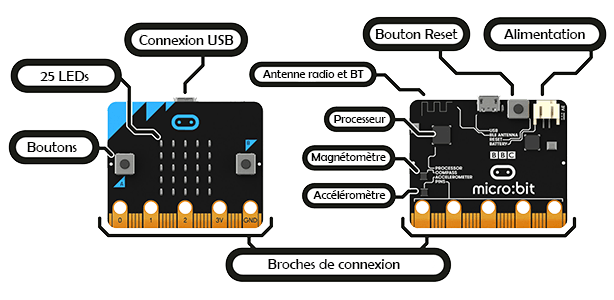 Connexion USB
25 LEDs
Boutons
A
B
0 1 2 3V GND
Bouton Reset
Alimentation
Antenne radio et BT
Processeur
Magnétomètre
Accéléromètre
USB
BLE ANTENNA
RESET
BATTERY
BBC
PROCESSOR
COMPASS
ACCELEROMETER
PINS
micro:bit
Broches de connexion